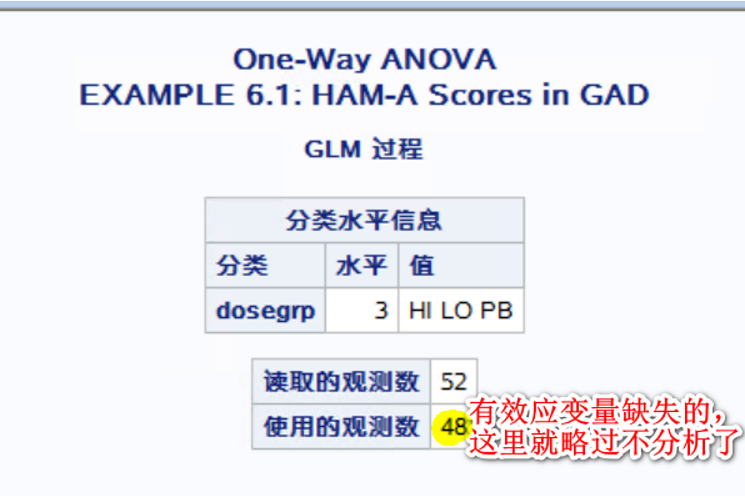 One-Way ANOVA
EXAMPLE 6.1: HAM-A Scores in GAD
GLM 过程
分类水平信息
分类 水平 值
dosegrp 3 HI LO PB
读取的观测数 52
使用的观测数 48
有效应变量缺失的，
这里就略过不分析了